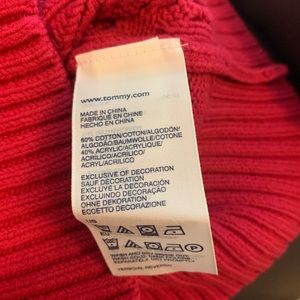 www.tommy.com
MADE IN CHINA
FABRIQUE EN CHINE
HECHO EN CHINA
60% COTTON/COTON/ALGODÓN/
ALGODÃO/BAUMWOLLE/COTONE
40% ACRYLIC/ACRYLIQUE/
ACRÍLICO/ACRÍLICO/
ACRYL/ACRILICO
EXCLUSIVE OF DECORATION
SAUF DÉCORATION
EXCLUYE LA DECORACIÓN
EXCLUINDO DECORAÇÃO
OHNE DEKORATION
ECCETTO DECORAZIONE
US